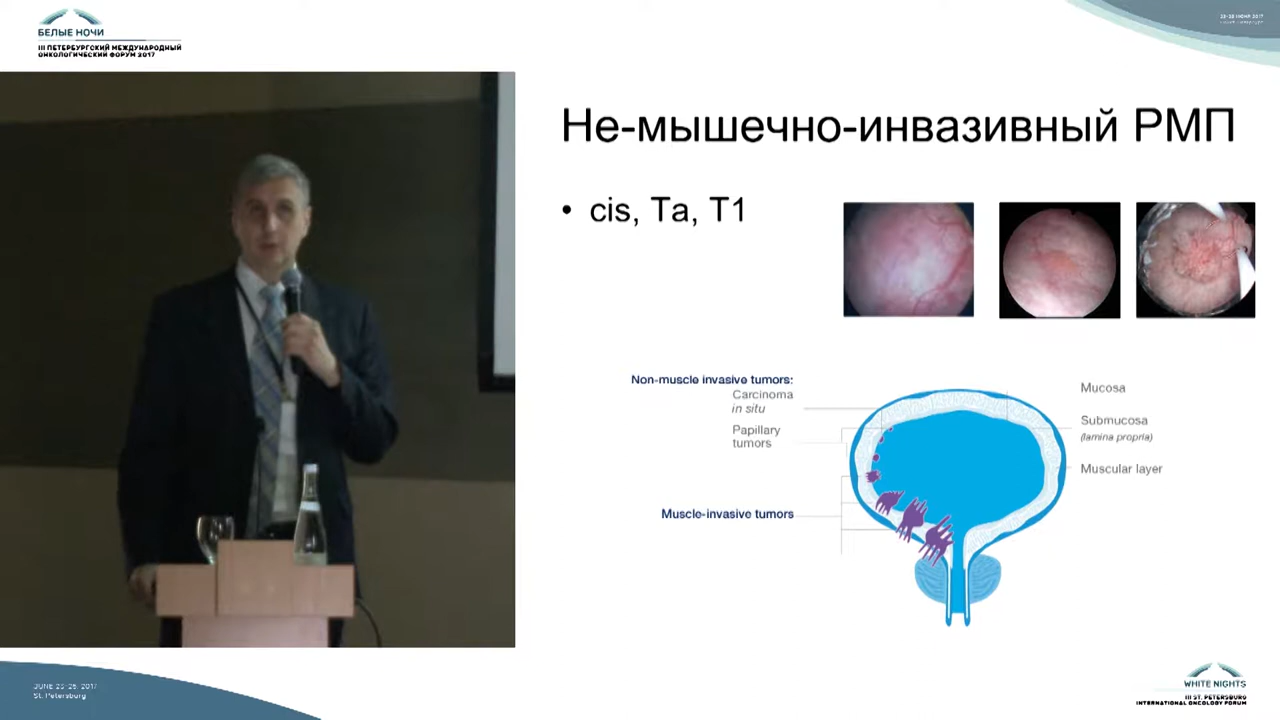 БЕЛЫЕ НОЧИ
III ПЕТЕРБУРГСКИЙ МЕЖДУНАРОДНЫЙ
ОНКОЛОГИЧЕСКИЙ ФОРУМ 2017
Не-мышечно-инвазивный РМП
• cis, Ta, T1
Non-muscle invasive tumors:
Carcinoma
in situ
Papillary
tumors
Muscle-invasive tumors
Mucosa
Submucosa
(lamina propria)
Muscular layer
JUNE 23-26, 2017
St. Petersburg
WHITE NIGHTS
III ST. PETERSBURG
INTERNATIONAL ONCOLOGY FORUM